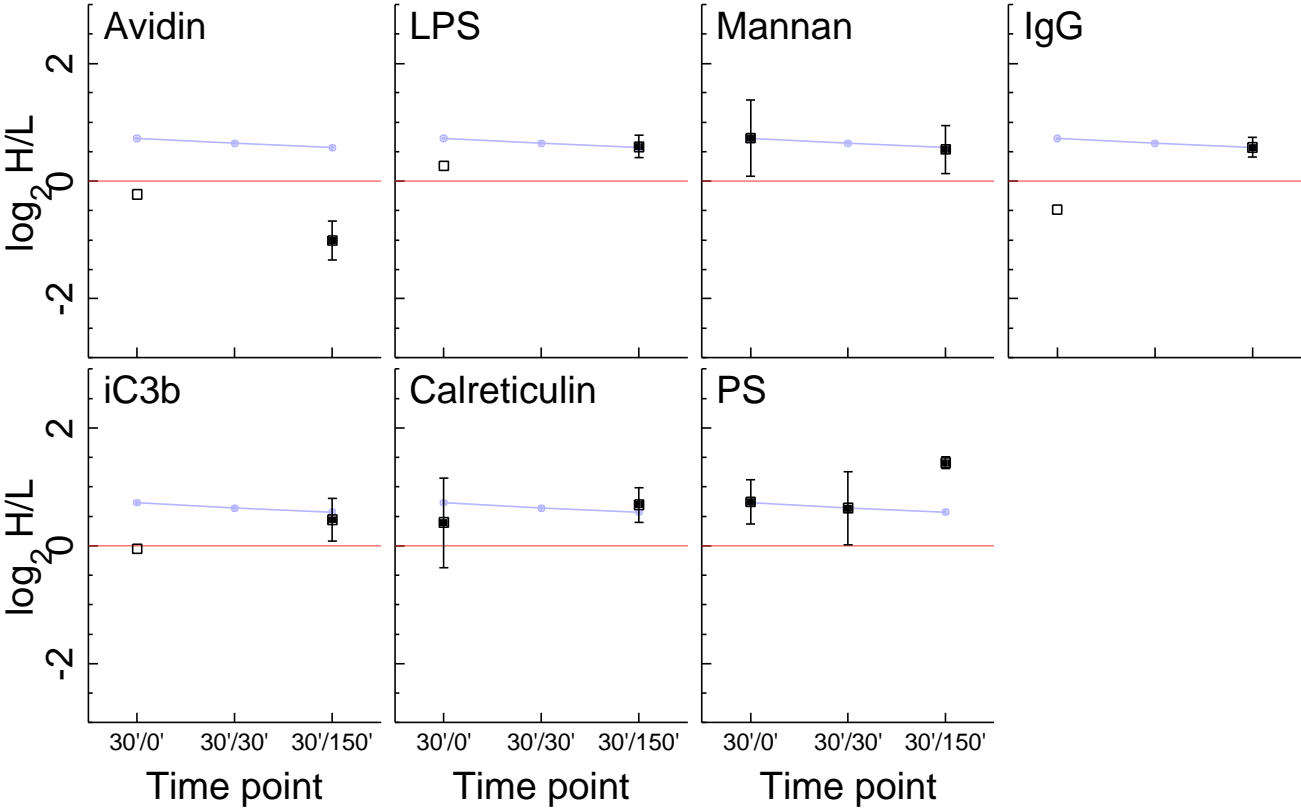 Avidin LPS Mannan IgG
log2 H/L
2
0
-2
iC3b Calreticulin PS
log2 H/L
2
0
-2
30'/0' 30'/30' 30'/150' 30'/0' 30'/30' 30'/150' 30'/0' 30'/30' 30'/150'
Time point Time point Time point